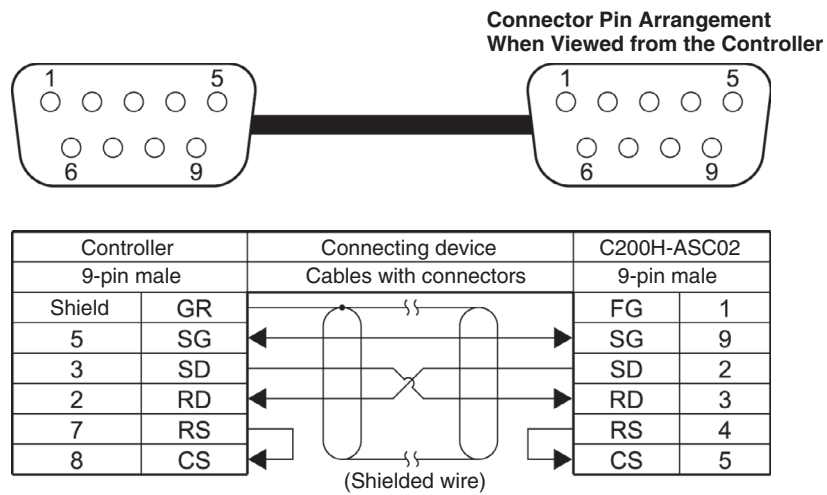 Connector Pin Arrangement
When Viewed from the Controller
1 5
6 9
1 5
6 9
Controller Connecting device C200H-ASC02
9-pin male Cables with connectors 9-pin male
Shield GR FG 1
5 SG SG 9
3 SD SD 2
2 RD RD 3
7 RS RS 4
8 CS CS 5
(Shielded wire)